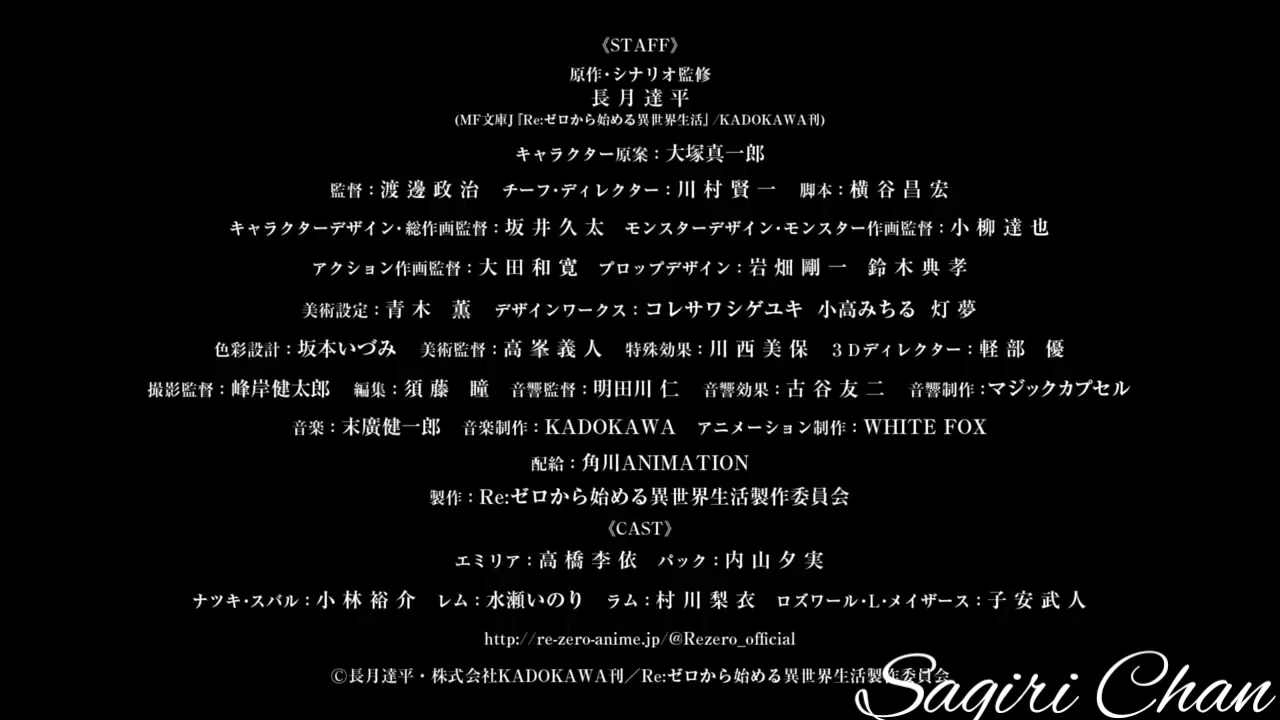 《STAFF》
原作・シナリオ監修
長月達平
(MF文庫J『Re:ゼロから始める異世界生活』/KADOKAWA刊)
キャラクター原案：大塚真一郎
監督：渡邊政治　チーフ・ディレクター：川村賢一　脚本：横谷昌宏
キャラクターデザイン・総作画監督：坂井久太　モンスターデザイン・モンスター作画監督：小柳達也
アクション作画監督：大田和寛　プロップデザイン：岩畑剛一　鈴木典孝
美術設定：青木　薫　デザインワークス：コレサワシゲユキ　小高みちる　灯夢
色彩設計：坂本いづみ　美術監督：高峯義人　特殊効果：川西美保　３Ｄディレクター：軽部　優
撮影監督：峰岸健太郎　編集：須藤　瞳　音響監督：明田川仁　音響効果：古谷友二　音響制作：マジックカプセル
音楽：末廣健一郎　音楽制作：KADOKAWA　アニメーション制作：WHITE FOX
配給：角川ANIMATION
製作：Re:ゼロから始める異世界生活製作委員会
《CAST》
エミリア：高橋李依　パック：内山夕実
ナツキ・スバル：小林裕介　レム：水瀬いのり　ラム：村川梨衣　ロズワール・L・メイザース：子安武人
http://re-zero-anime.jp/@Rezero_official
©長月達平・株式会社KADOKAWA刊／Re:ゼロから始める異世界生活製作委員会
Sagiri Chan